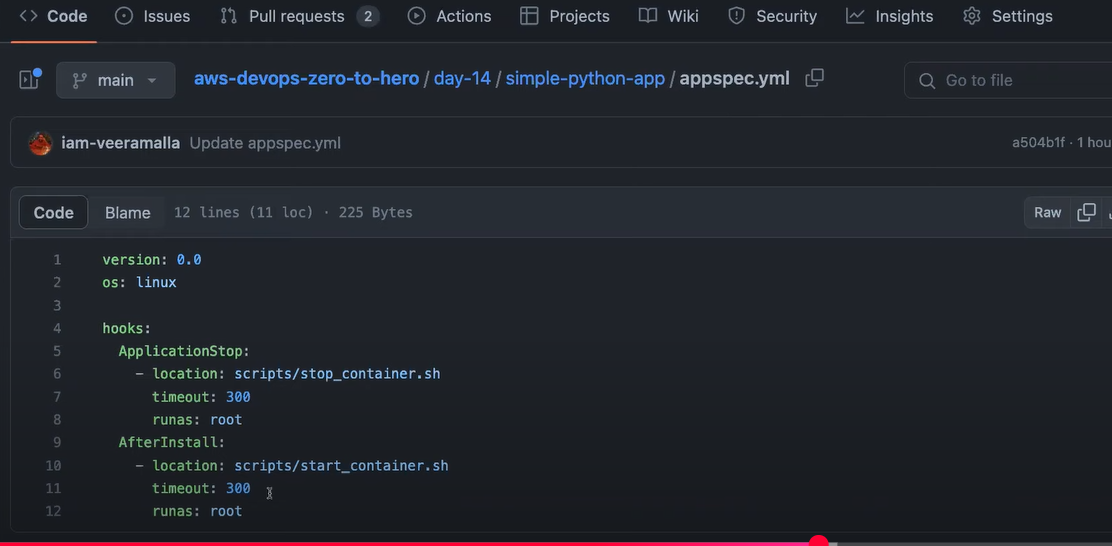 Code Issues Pull requests 2 Actions Projects Wiki Security Insights Settings
main aws-devops-zero-to-hero / day-14 / simple-python-app / appspec.yml Go to file
iam-veeramalla Update appspec.yml a504b1f · 1 hou
Code Blame 12 lines (11 loc) · 225 Bytes Raw
1 version: 0.0
2 os: linux
3
4 hooks:
5 ApplicationStop:
6 - location: scripts/stop_container.sh
7 timeout: 300
8 runas: root
9 AfterInstall:
10 - location: scripts/start_container.sh
11 timeout: 300
12 runas: root